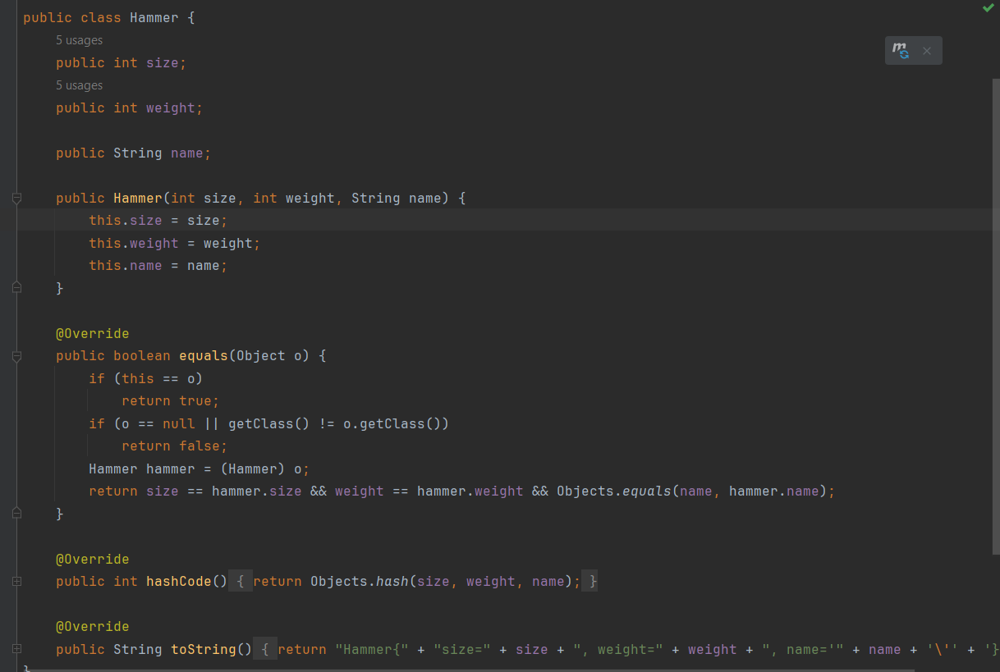 public class Hammer {
5 usages
public int size;
5 usages
public int weight;
public String name;
public Hammer(int size, int weight, String name) {
this.size = size;
this.weight = weight;
this.name = name;
}
@Override
public boolean equals(Object o) {
if (this == o)
return true;
if (o == null || getClass() != o.getClass())
return false;
Hammer hammer = (Hammer) o;
return size == hammer.size && weight == hammer.weight && Objects.equals(name, hammer.name);
}
@Override
public int hashCode() { return Objects.hash(size, weight, name); }
@Override
public String toString() { return "Hammer{" + "size=" + size + ", weight=" + weight + ", name='" + name + '\'' + '}
}